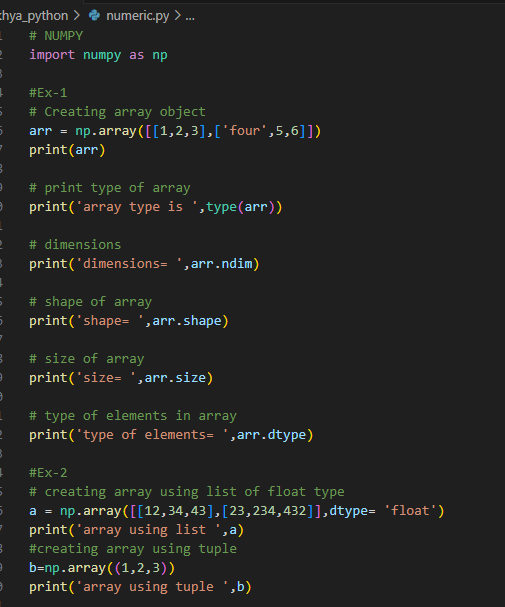 chya_python > numeric.py > ...
# NUMPY
import numpy as np
#Ex-1
# Creating array object
arr = np.array([[1,2,3],['four',5,6]])
print(arr)
# print type of array
print('array type is ',type(arr))
# dimensions
print('dimensions= ',arr.ndim)
# shape of array
print('shape= ',arr.shape)
# size of array
print('size= ',arr.size)
# type of elements in array
print('type of elements= ',arr.dtype)
#Ex-2
# creating array using list of float type
a = np.array([[12,34,43],[23,234,432]],dtype= 'float')
print('array using list ',a)
#creating array using tuple
b=np.array((1,2,3))
print('array using tuple ',b)